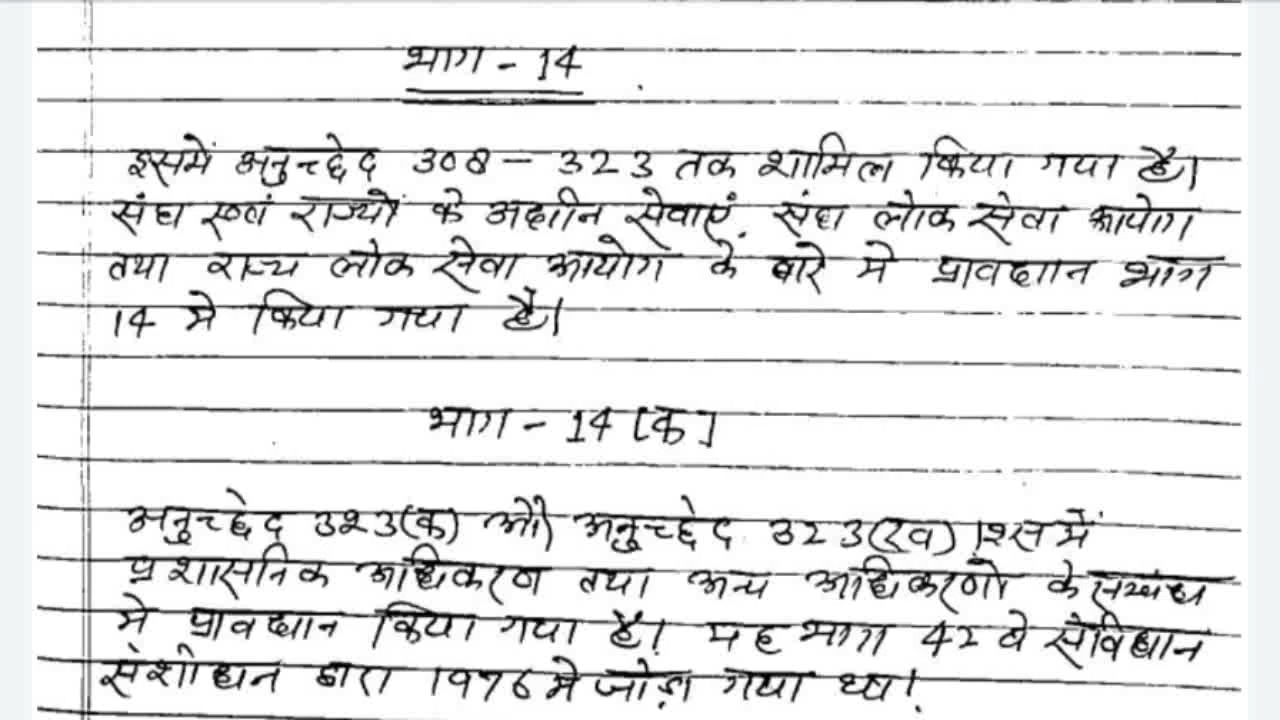 भाग - 14
इसमें अनुच्छेद 308 - 323 तक शामिल किया गया है।
संघ एवं राज्यों के अधीन सेवाएं, संघ लोक सेवा आयोग
तथा राज्य लोक सेवा आयोग के बारे मे प्रावधान भाग
14 मे किया गया है।
भाग - 14 [क]
अनुच्छेद 323(क) और अनुच्छेद 323(ख) । इसमें
प्रशासनिक अधिकरण तथा अन्य अधिकरणो के सम्बंध
मे प्रावधान किया गया है। यह भाग 42 वे संविधान
संशोधन द्वारा 1976 मे जोड़ा गया था।